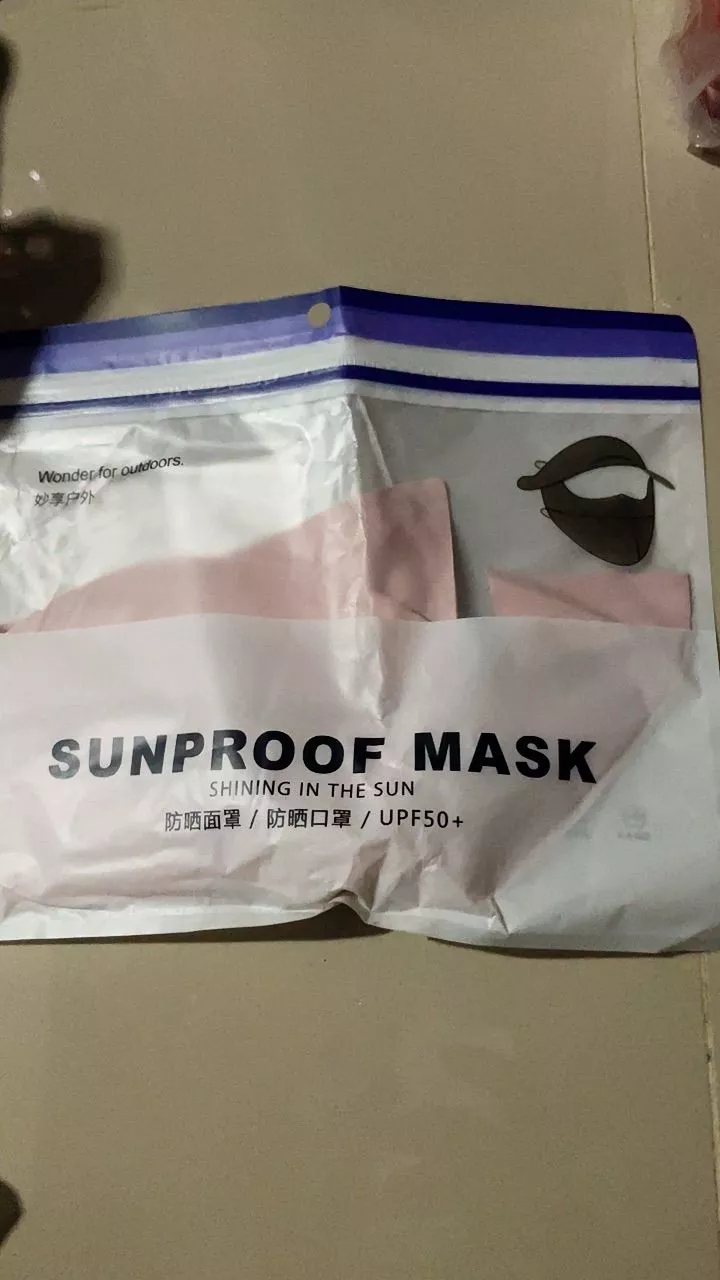 Wonder for outdoors.
妙享户外
SUNPROOF MASK
SHINING IN THE SUN
防晒面罩 / 防晒口罩 / UPF50+